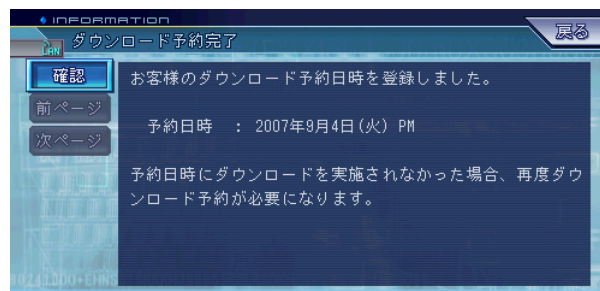 INFORMATION
LAN ダウンロード予約完了
戻る
確認
前ページ
次ページ
お客様のダウンロード予約日時を登録しました。
予約日時 : 2007年9月4日(火) PM
予約日時にダウンロードを実施されなかった場合、再度ダウ
ンロード予約が必要になります。